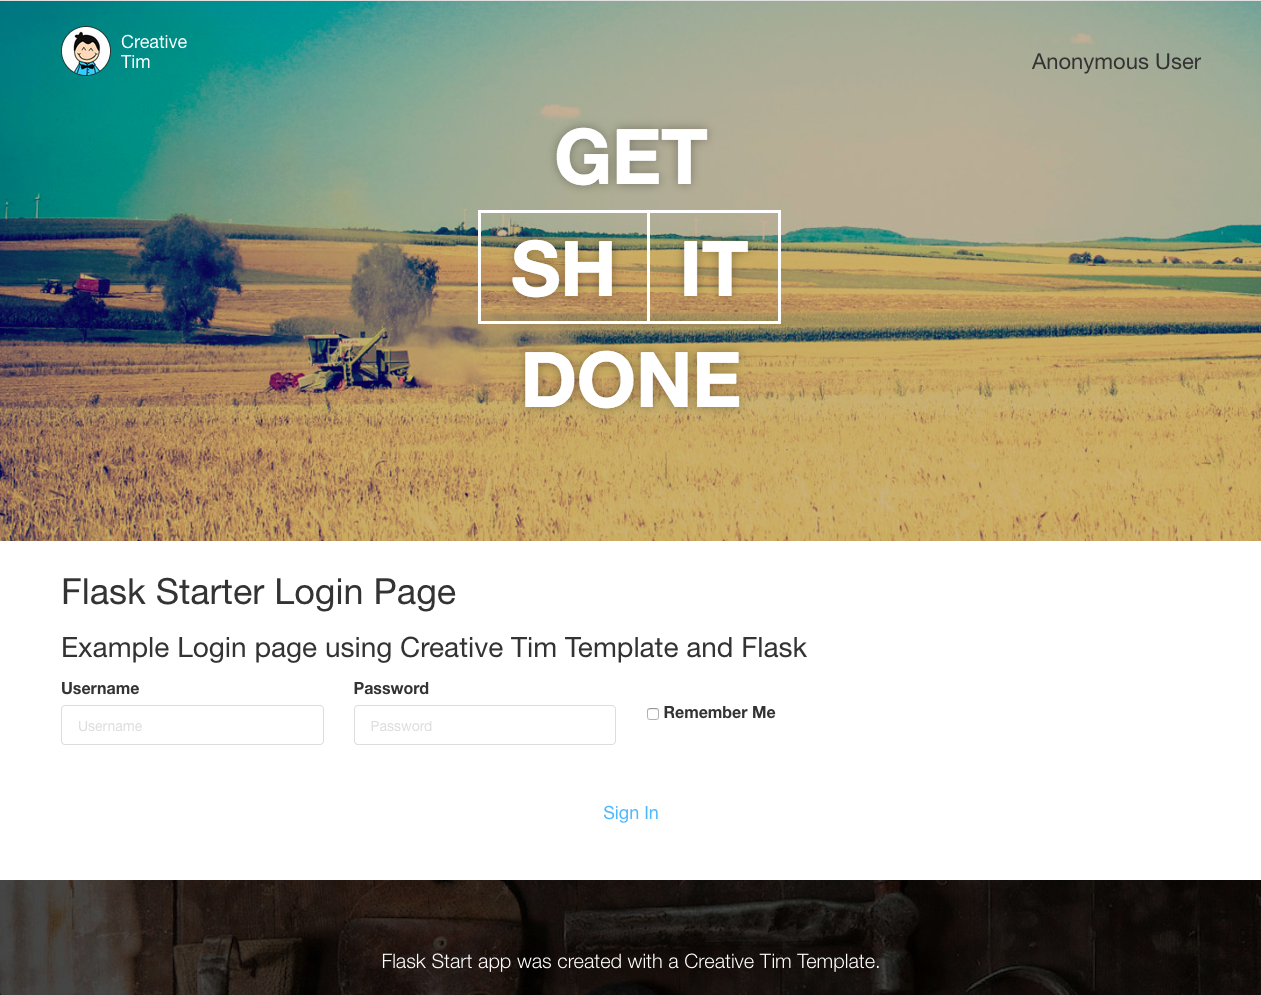 Creative
Tim
Anonymous User
GET
SH IT
DONE
Flask Starter Login Page
Example Login page using Creative Tim Template and Flask
Username Password
Username Password Remember Me
Sign In
Flask Start app was created with a Creative Tim Template.